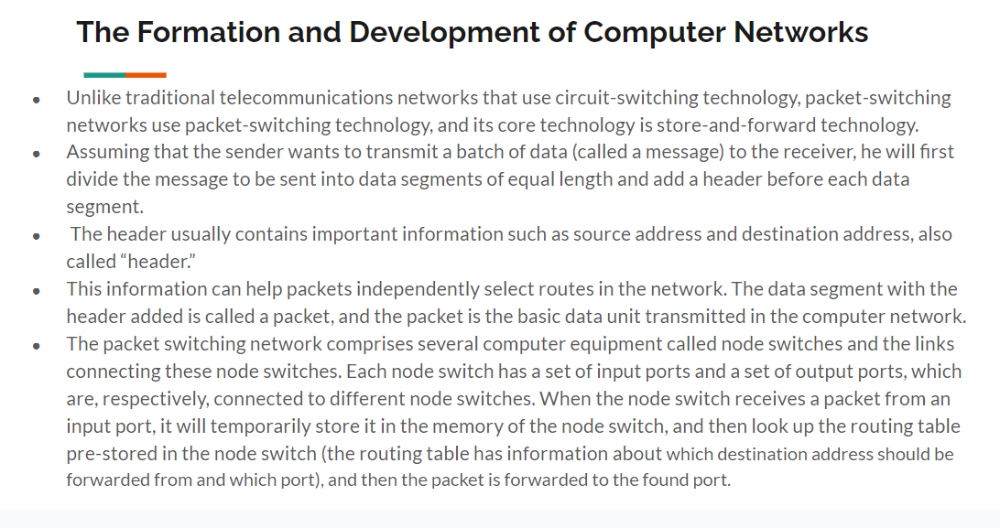 The Formation and Development of Computer Networks
● Unlike traditional telecommunications networks that use circuit-switching technology, packet-switching
networks use packet-switching technology, and its core technology is store-and-forward technology.
● Assuming that the sender wants to transmit a batch of data (called a message) to the receiver, he will first
divide the message to be sent into data segments of equal length and add a header before each data
segment.
● The header usually contains important information such as source address and destination address, also
called “header.”
● This information can help packets independently select routes in the network. The data segment with the
header added is called a packet, and the packet is the basic data unit transmitted in the computer network.
● The packet switching network comprises several computer equipment called node switches and the links
connecting these node switches. Each node switch has a set of input ports and a set of output ports, which
are, respectively, connected to different node switches. When the node switch receives a packet from an
input port, it will temporarily store it in the memory of the node switch, and then look up the routing table
pre-stored in the node switch (the routing table has information about which destination address should be
forwarded from and which port), and then the packet is forwarded to the found port.